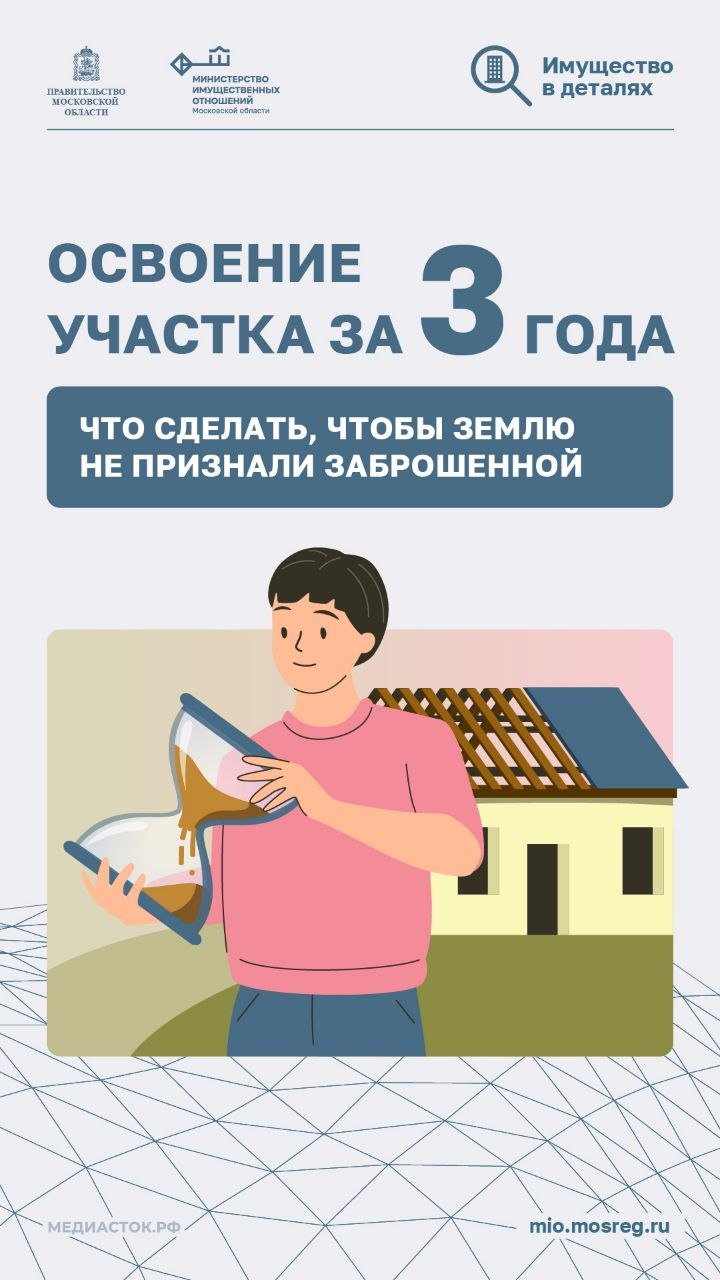 ПРАВИТЕЛЬСТВО
МОСКОВСКОЙ
ОБЛАСТИ
МИНИСТЕРСТВО
ИМУЩЕСТВЕННЫХ
ОТНОШЕНИЙ
Московской области
Имущество
в деталях
ОСВОЕНИЕ
УЧАСТКА ЗА 3 ГОДА
ЧТО СДЕЛАТЬ, ЧТОБЫ ЗЕМЛЮ
НЕ ПРИЗНАЛИ ЗАБРОШЕННОЙ
МЕДИАСТОК.РФ
mio.mosreg.ru